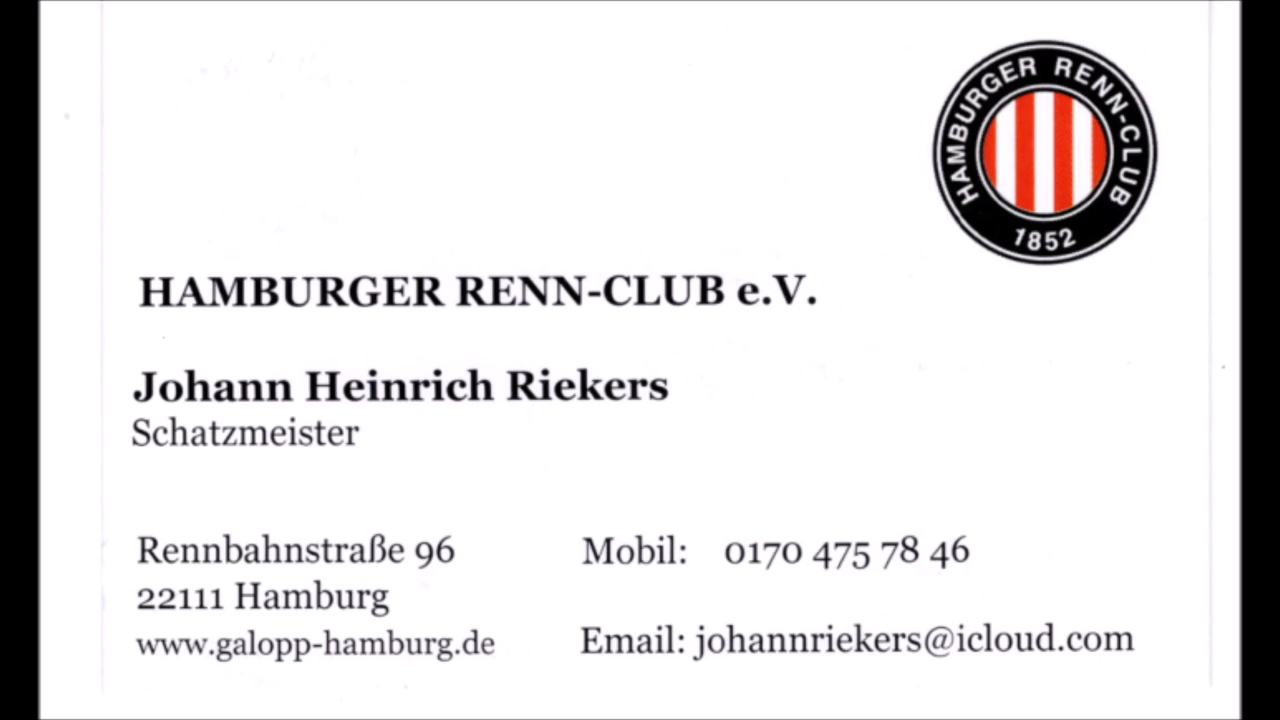 HAMBURGER RENN-CLUB
1852
HAMBURGER RENN-CLUB e.V.
Johann Heinrich Riekers
Schatzmeister
Rennbahnstraße 96
22111 Hamburg
www.galopp-hamburg.de
Mobil: 0170 475 78 46
Email: johannriekers@icloud.com